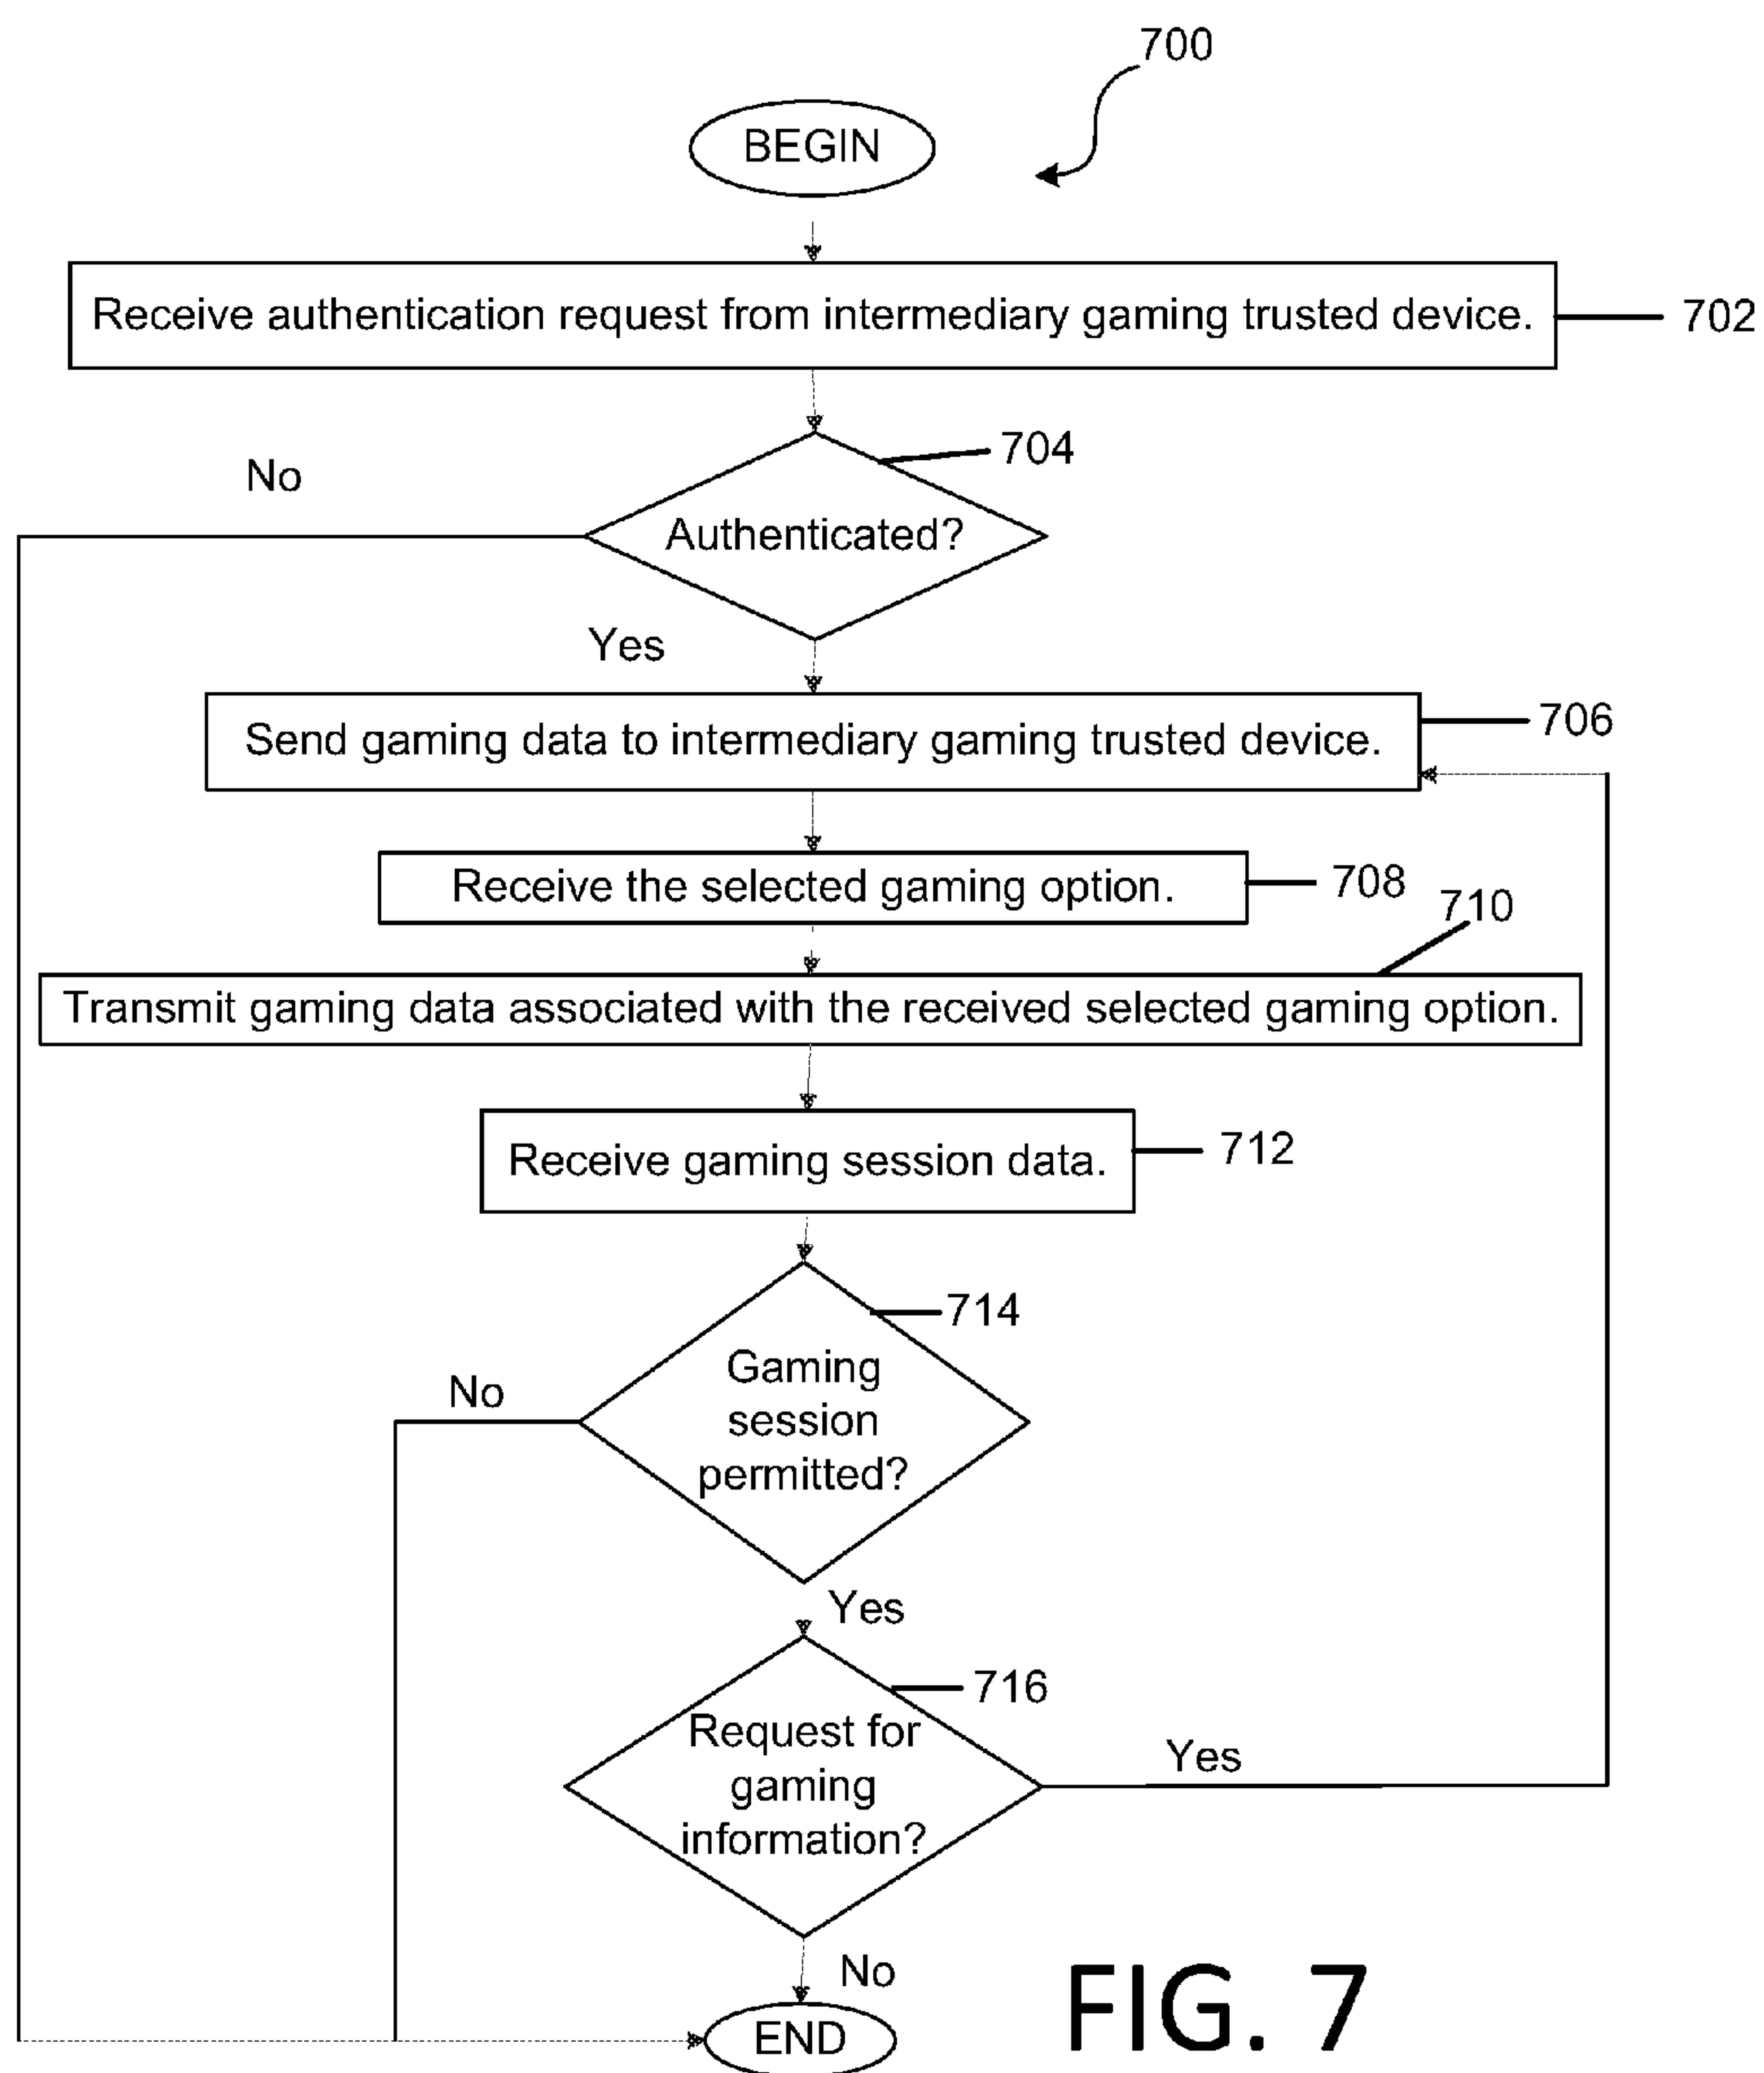 700
BEGIN
Receive authentication request from intermediary gaming trusted device.
702
704
No
Authenticated?
Yes
Send gaming data to intermediary gaming trusted device.
706
Receive the selected gaming option.
708
710
Transmit gaming data associated with the received selected gaming option.
Receive gaming session data.
712
714
Gaming
session
permitted?
No
Yes
716
Request for
gaming
information?
Yes
No
END
FIG. 7